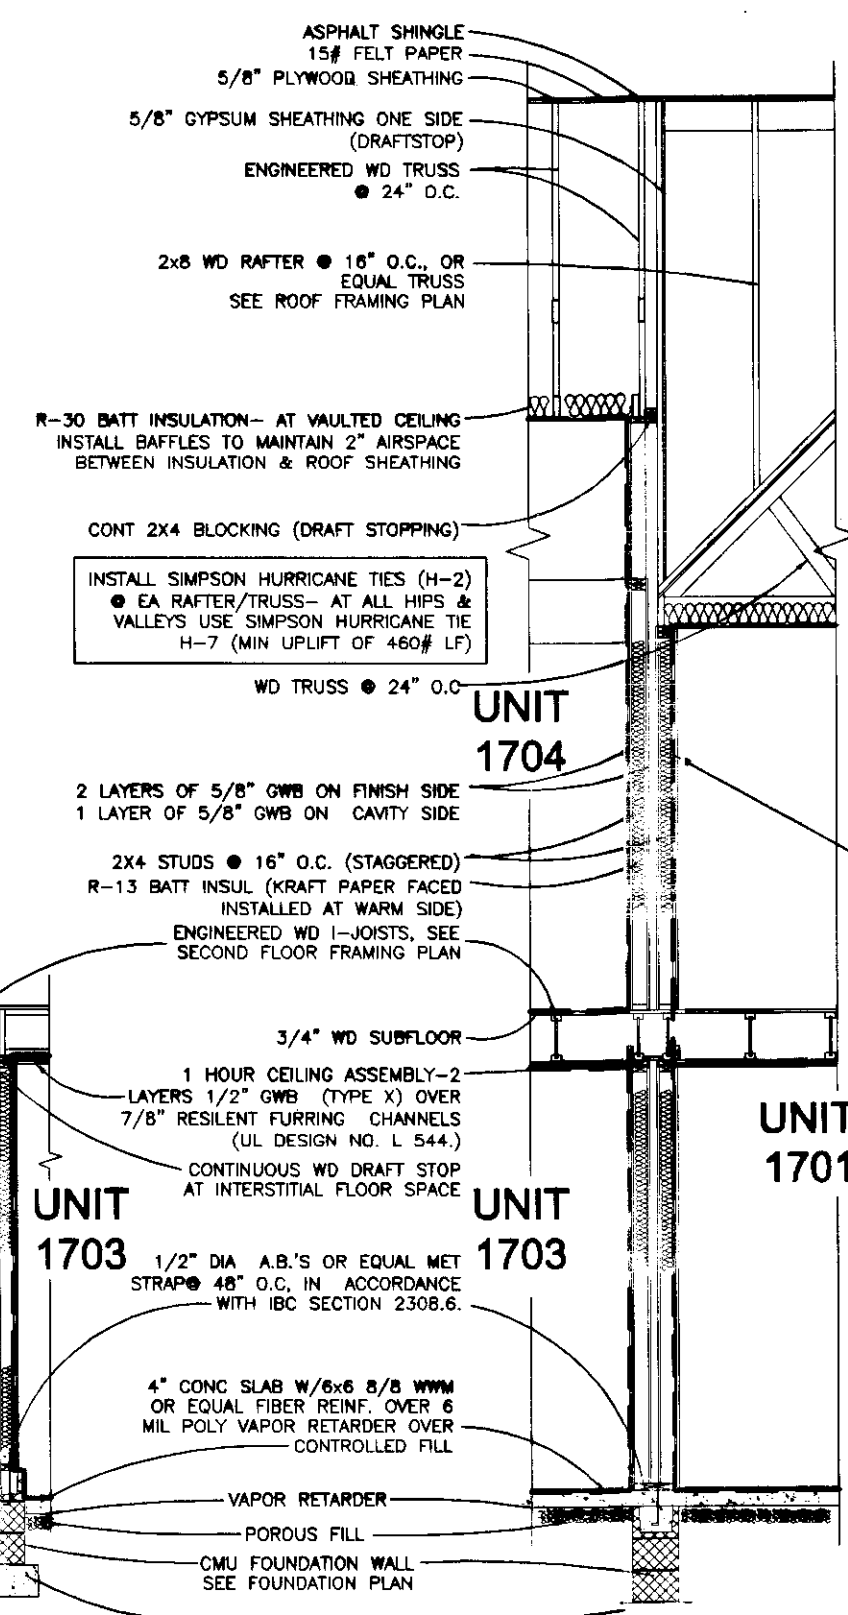 ASPHALT SHINGLE
15# FELT PAPER
5/8" PLYWOOD SHEATHING
5/8" GYPSUM SHEATHING ONE SIDE
(DRAFTSTOP)
ENGINEERED WD TRUSS
@ 24" O.C.
2x8 WD RAFTER @ 16" O.C., OR
EQUAL TRUSS
SEE ROOF FRAMING PLAN
R-30 BATT INSULATION- AT VAULTED CEILING
INSTALL BAFFLES TO MAINTAIN 2" AIRSPACE
BETWEEN INSULATION & ROOF SHEATHING
CONT 2X4 BLOCKING (DRAFT STOPPING)
INSTALL SIMPSON HURRICANE TIES (H-2)
@ EA RAFTER/TRUSS- AT ALL HIPS &
VALLEYS USE SIMPSON HURRICANE TIE
H-7 (MIN UPLIFT OF 460# LF)
WD TRUSS @ 24" O.C
UNIT
1704
2 LAYERS OF 5/8" GWB ON FINISH SIDE
1 LAYER OF 5/8" GWB ON CAVITY SIDE
2X4 STUDS @ 16" O.C. (STAGGERED)
R-13 BATT INSUL (KRAFT PAPER FACED
INSTALLED AT WARM SIDE)
ENGINEERED WD I-JOISTS, SEE
SECOND FLOOR FRAMING PLAN
3/4" WD SUBFLOOR
1 HOUR CEILING ASSEMBLY-2
LAYERS 1/2" GWB (TYPE X) OVER
7/8" RESILENT FURRING CHANNELS
(UL DESIGN NO. L 544.)
UNIT
1701
CONTINUOUS WD DRAFT STOP
AT INTERSTITIAL FLOOR SPACE
UNIT
1703
UNIT
1703
1/2" DIA A.B.'S OR EQUAL MET
STRAP@ 48" O.C, IN ACCORDANCE
WITH IBC SECTION 2308.6.
4" CONC SLAB W/6x6 8/8 WWM
OR EQUAL FIBER REINF. OVER 6
MIL POLY VAPOR RETARDER OVER
CONTROLLED FILL
VAPOR RETARDER
POROUS FILL
CMU FOUNDATION WALL
SEE FOUNDATION PLAN